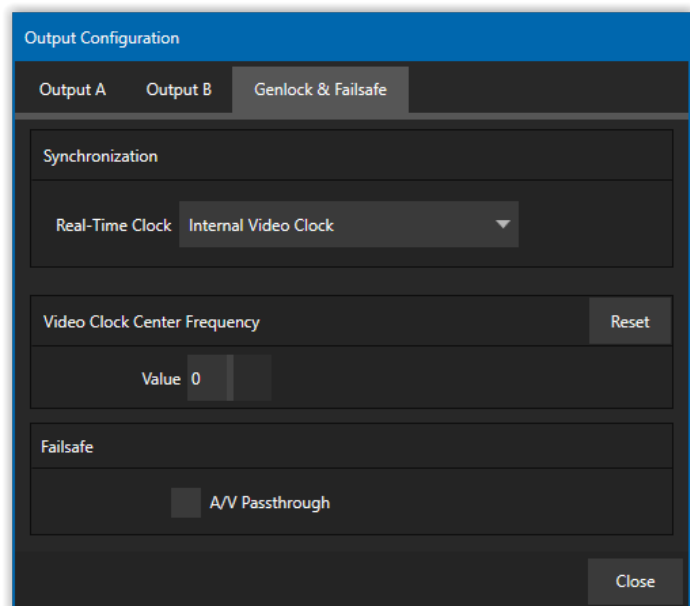 Output Configuration
Output A Output B Genlock & Failsafe
Synchronization
Real-Time Clock Internal Video Clock
Video Clock Center Frequency Reset
Value 0
Failsafe
A/V Passthrough
Close